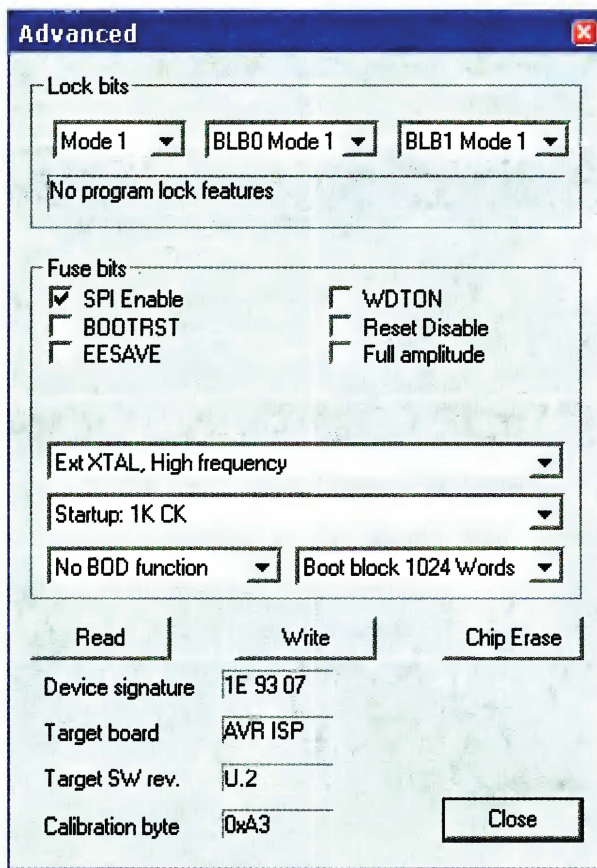 Advanced
Lock bits
Mode 1 BLB0 Mode 1 BLB1 Mode 1
No program lock features
Fuse bits
SPI Enable WDTON
BOOTRST Reset Disable
EESAVE Full amplitude
Ext XTAL, High frequency
Startup: 1K CK
No BOD function Boot block 1024 Words
Read Write Chip Erase
Device signature 1E 93 07
Target board AVR ISP
Target SW rev. U.2
Calibration byte 0xA3 Close